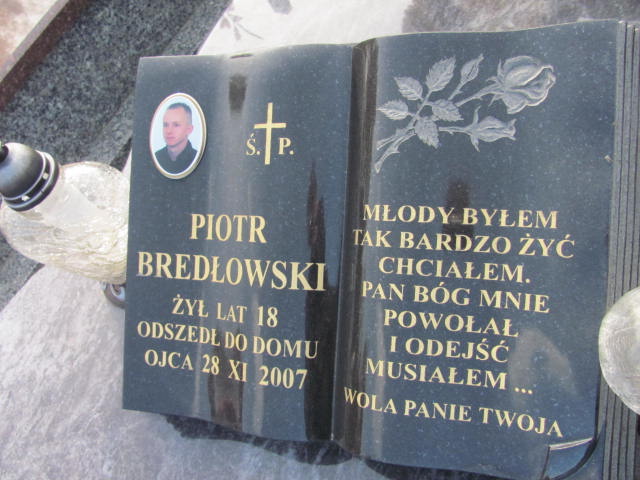 Ś. P.
PIOTR
BREDŁOWSKI
ŻYŁ LAT 18
ODSZEDŁ DO DOMU
OJCA 28 XI 2007
MŁODY BYŁEM
TAK BARDZO ŻYĆ
CHCIAŁEM.
PAN BÓG MNIE
POWOŁAŁ
I ODEJŚĆ
MUSIAŁEM ...
WOLA PANIE TWOJA